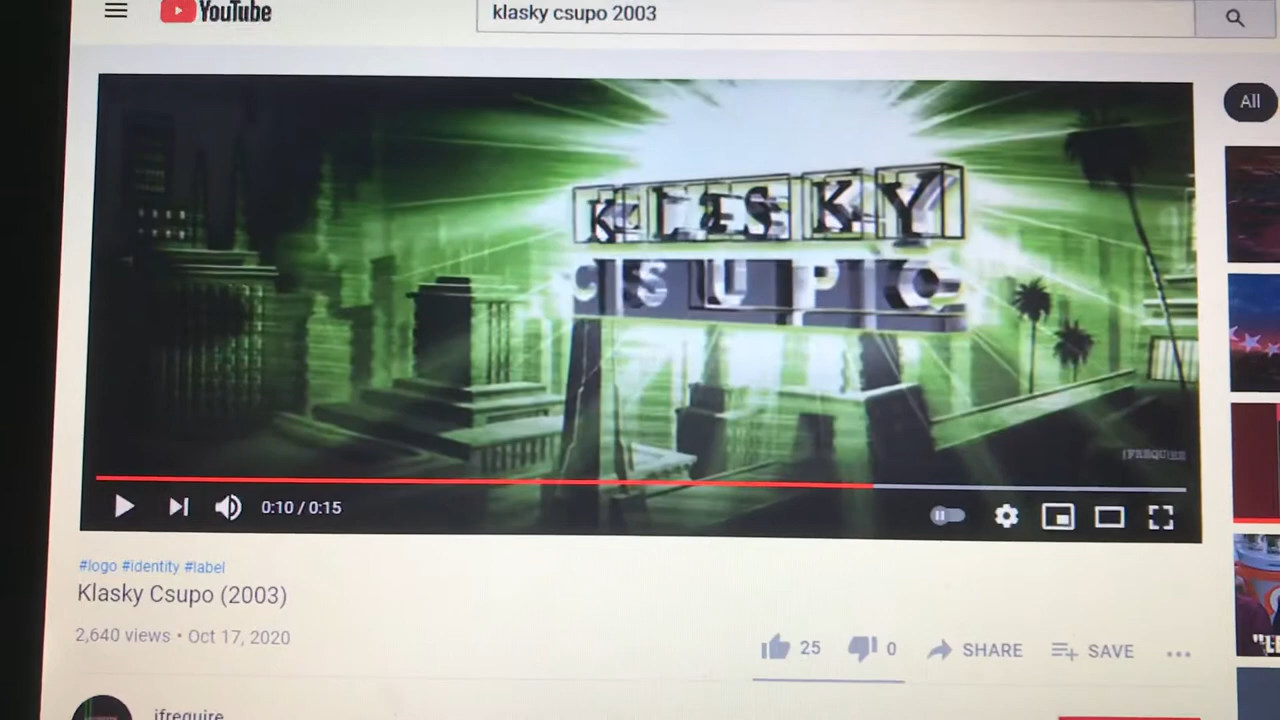 YouTube
klasky csupo 2003
All
KLASKY
CSUPO
IFREQUIRE
0:10 / 0:15
#logo #identity #label
Klasky Csupo (2003)
2,640 views • Oct 17, 2020
25
0
SHARE
SAVE
ifrequire